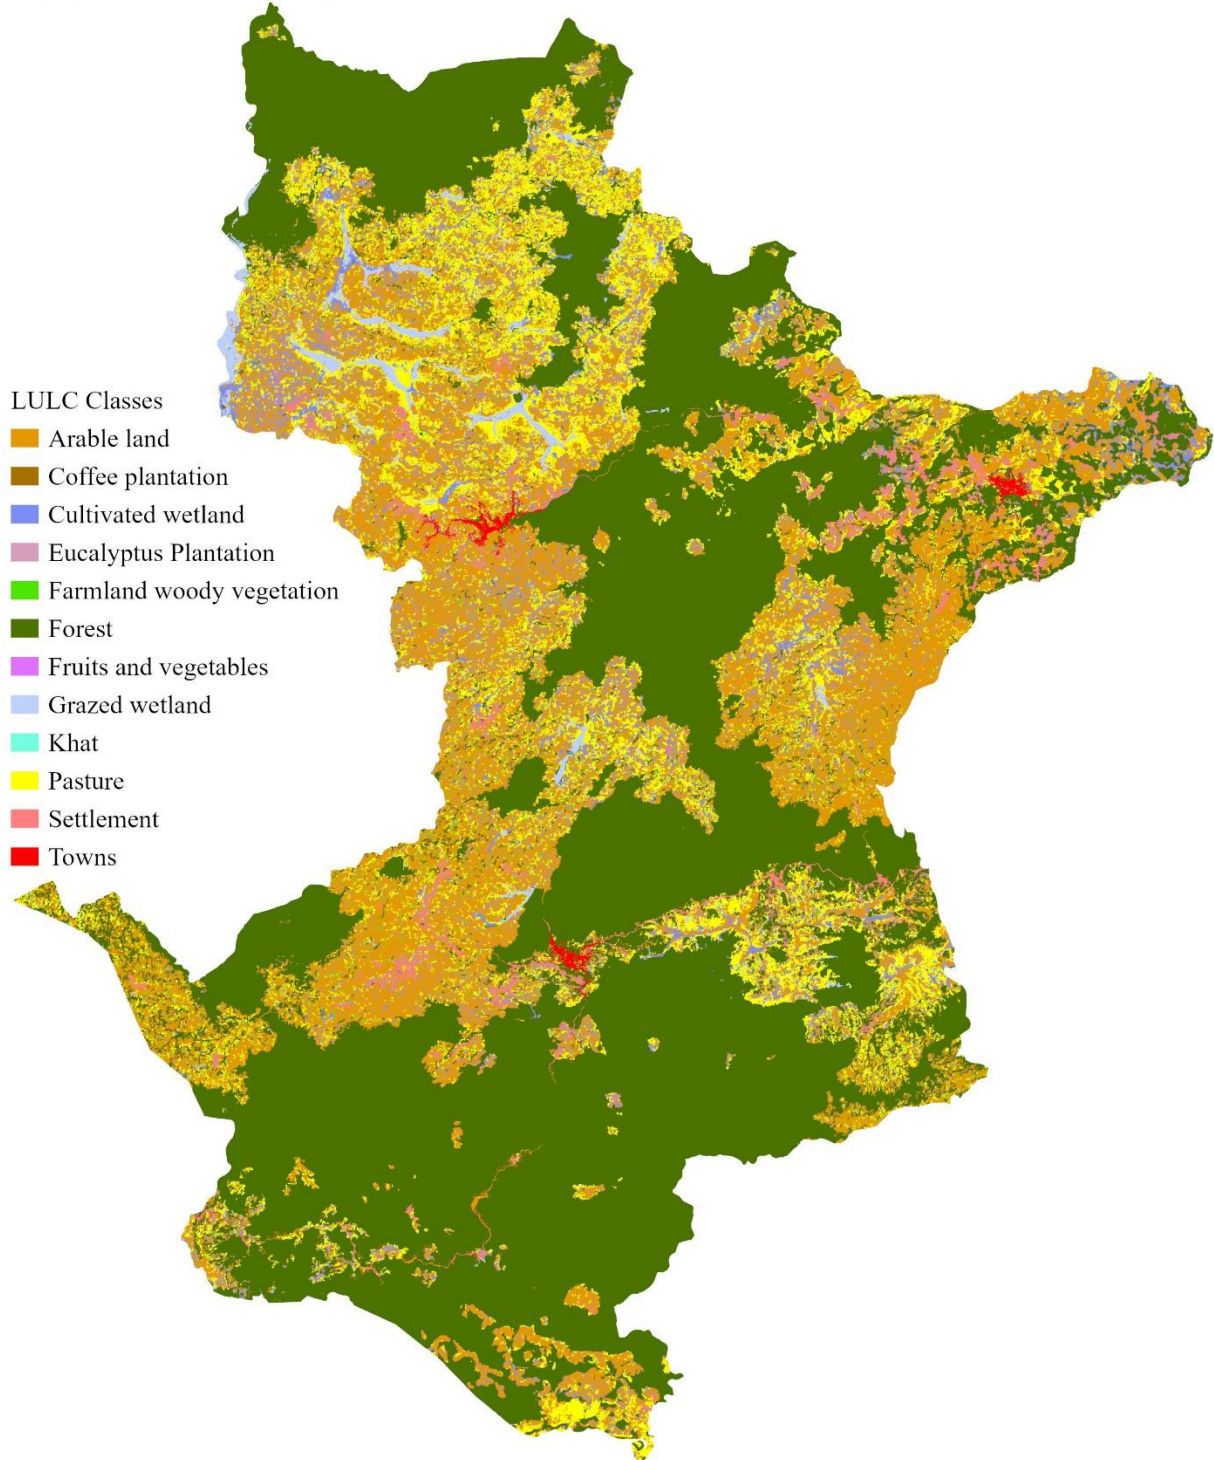 LULC Classes
Arable land
Coffee plantation
Cultivated wetland
Eucalyptus Plantation
Farmland woody vegetation
Forest
Fruits and vegetables
Grazed wetland
Khat
Pasture
Settlement
Towns